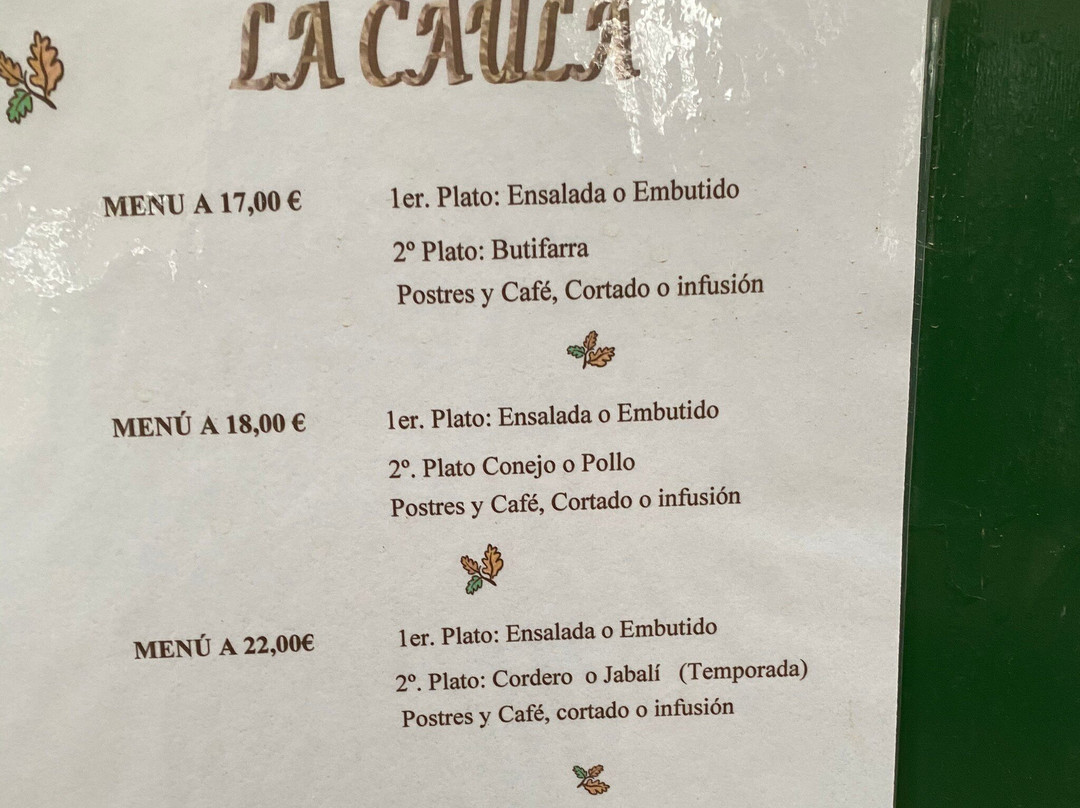 LA CAULA
MENU A 17,00 €
1er. Plato: Ensalada o Embutido
2º Plato: Butifarra
Postres y Café, Cortado o infusión
MENÚ A 18,00 €
1er. Plato: Ensalada o Embutido
2º. Plato Conejo o Pollo
Postres y Café, Cortado o infusión
MENÚ A 22,00€
1er. Plato: Ensalada o Embutido
2º. Plato: Cordero o Jabalí (Temporada)
Postres y Café, cortado o infusión